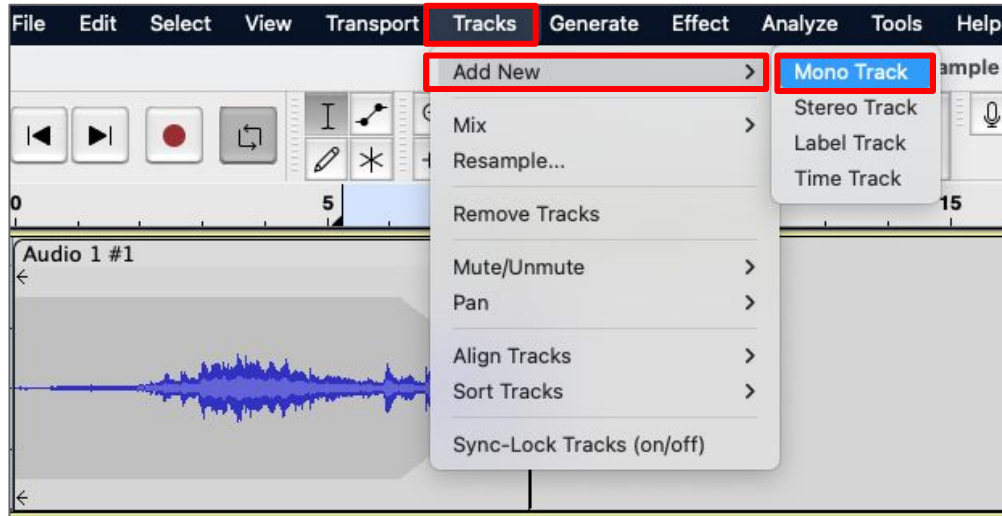 File Edit Select View Transport Tracks Generate Effect Analyze Tools Help
Add New
Mono Track
ample
Stereo Track
Mix
Label Track
Resample...
Time Track
0 5 15
Remove Tracks
Audio 1 #1
Mute/Unmute
Pan
Align Tracks
Sort Tracks
Sync-Lock Tracks (on/off)